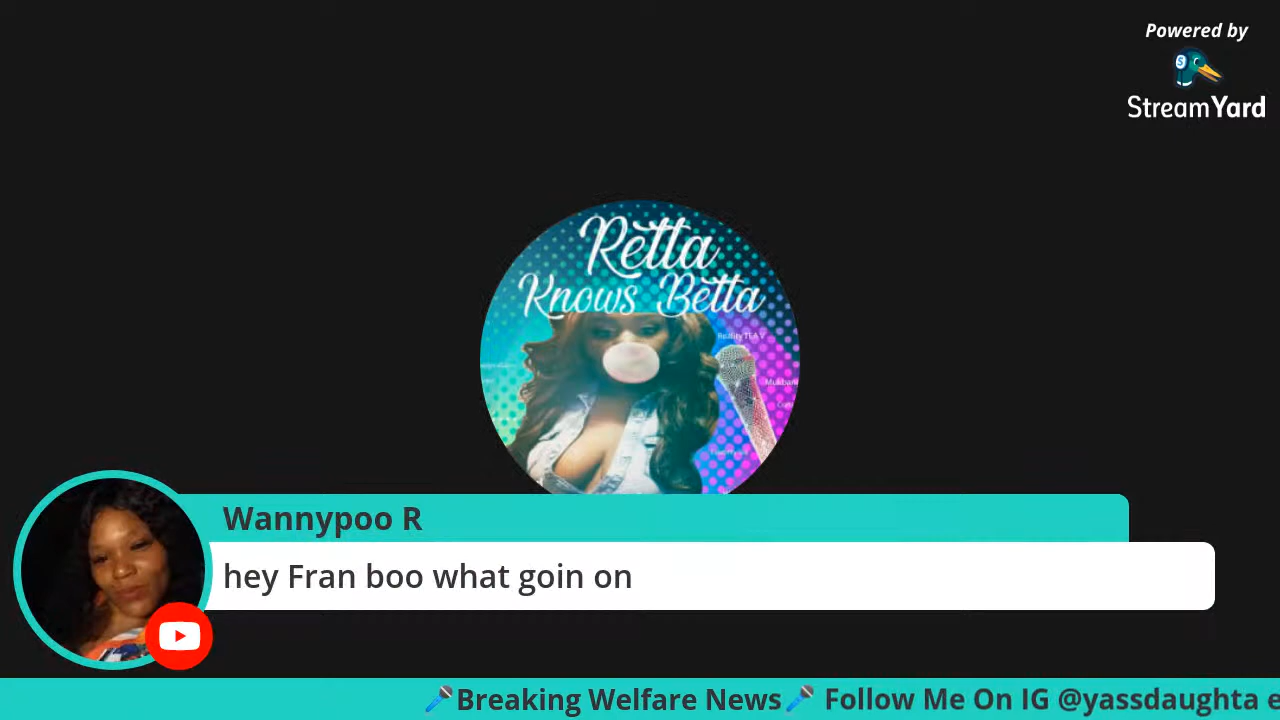 Powered by
StreamYard
Retta
Knows Betta
Wannypoo R
hey Fran boo what goin on
🎤Breaking Welfare News🎤 Follow Me On IG @yassdaughta e